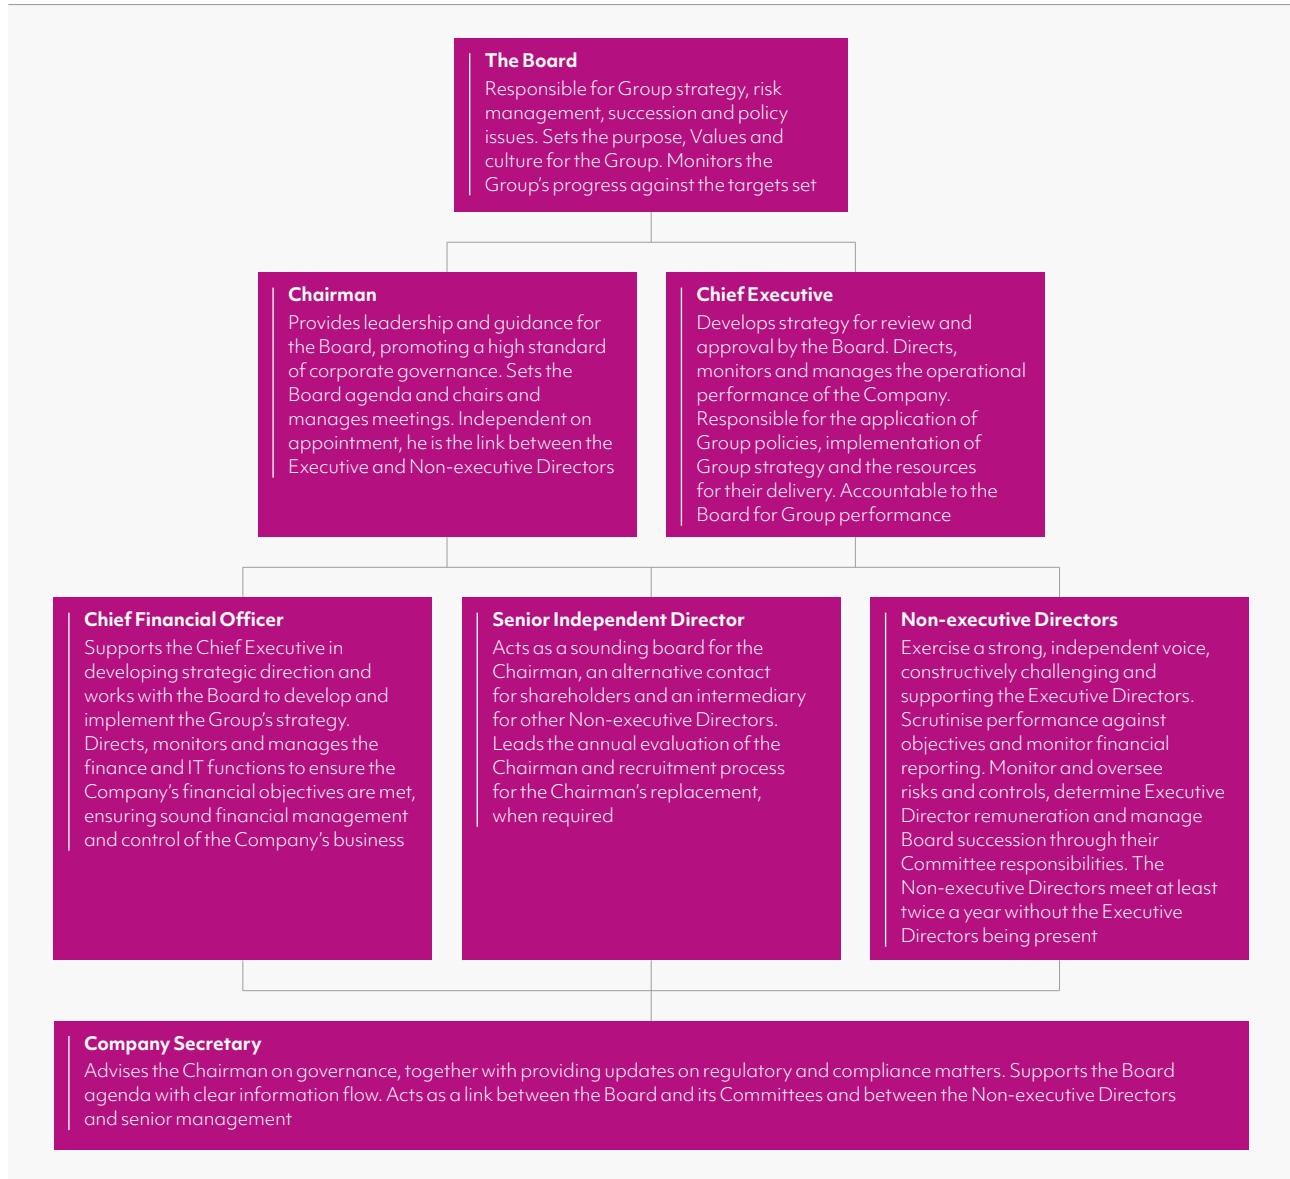 The Board
Responsible for Group strategy, risk
management, succession and policy
issues. Sets the purpose, Values and
culture for the Group. Monitors the
Group's progress against the targets set
Chairman
Provides leadership and guidance for
the Board, promoting a high standard
of corporate governance. Sets the
Board agenda and chairs and
manages meetings. Independent on
appointment, he is the link between the
Executive and Non-executive Directors
Chief Executive
Develops strategy for review and
approval by the Board. Directs,
monitors and manages the operational
performance of the Company.
Responsible for the application of
Group policies, implementation of
Group strategy and the resources
for their delivery. Accountable to the
Board for Group performance
Chief Financial Officer
Supports the Chief Executive in
developing strategic direction and
works with the Board to develop and
implement the Group's strategy.
Directs, monitors and manages the
finance and IT functions to ensure the
Company's financial objectives are met,
ensuring sound financial management
and control of the Company's business
Senior Independent Director
Acts as a sounding board for the
Chairman, an alternative contact
for shareholders and an intermediary
for other Non-executive Directors.
Leads the annual evaluation of the
Chairman and recruitment process
for the Chairman's replacement,
when required
Non-executive Directors
Exercise a strong, independent voice,
constructively challenging and
supporting the Executive Directors.
Scrutinise performance against
objectives and monitor financial
reporting. Monitor and oversee
risks and controls, determine Executive
Director remuneration and manage
Board succession through their
Committee responsibilities. The
Non-executive Directors meet at least
twice a year without the Executive
Directors being present
Company Secretary
Advises the Chairman on governance, together with providing updates on regulatory and compliance matters. Supports the Board
agenda with clear information flow. Acts as a link between the Board and its Committees and between the Non-executive Directors
and senior management